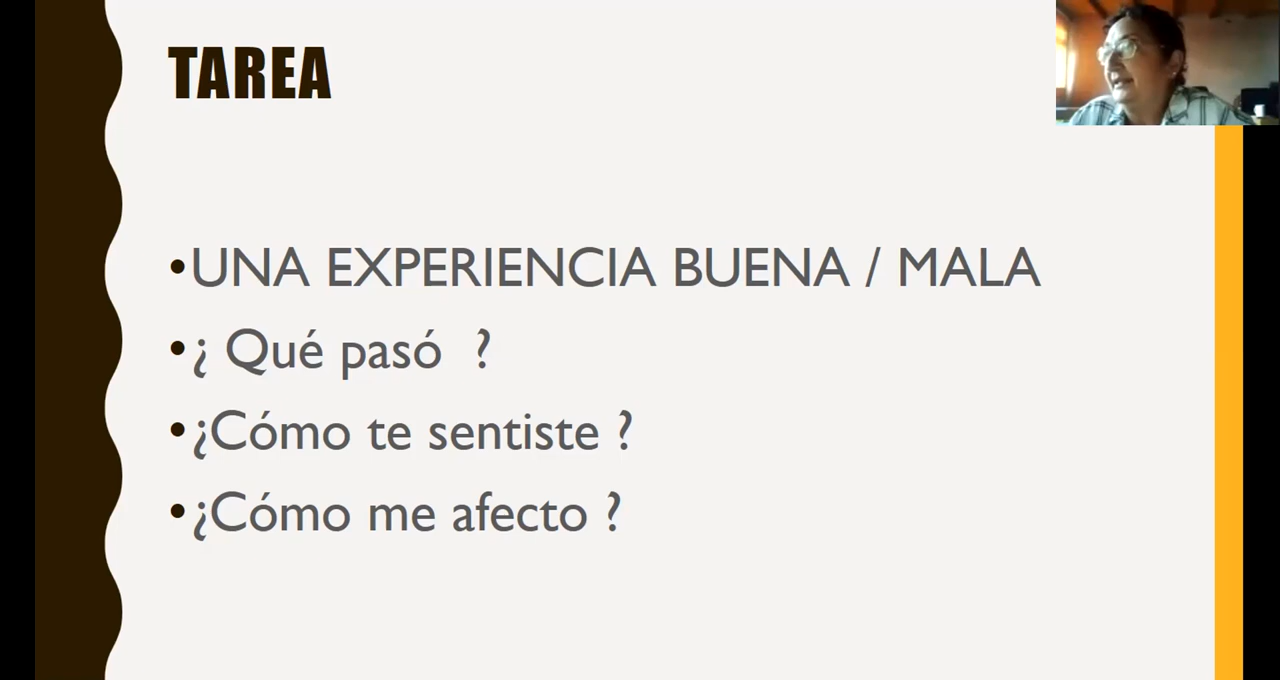 TAREA
•UNA EXPERIENCIA BUENA / MALA
•¿ Qué pasó  ?
•¿Cómo te sentiste ?
•¿Cómo me afecto ?